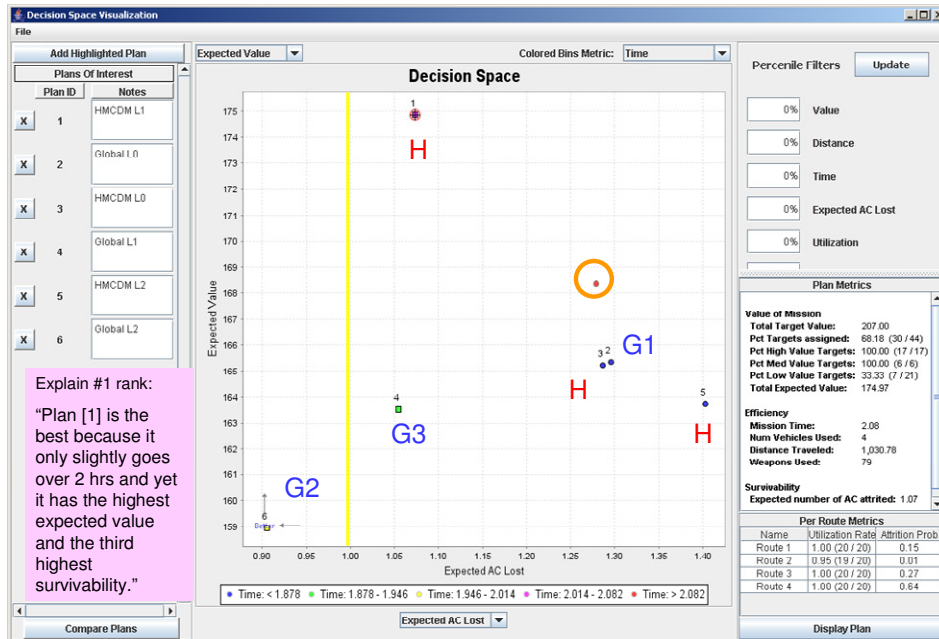 Decision Space Visualization
File
Add Highlighted Plan
Plans Of Interest
Plan ID Notes
X 1 HMCDM L1
X 2 Global L0
X 3 HMCDM L0
X 4 Global L1
X 5 HMCDM L2
X 6 Global L2
Explain #1 rank:
“Plan [1] is the
best because it
only slightly goes
over 2 hrs and yet
it has the highest
expected value
and the third
highest
survivability.”
Compare Plans
Expected Value
Colored Bins Metric: Time
Decision Space
Expected Value
175
174
173
172
171
170
169
168
167
166
165
164
163
162
161
160
159
1
H
3 2 G1
H
5
H
4
G3
G2
6
Better
0.90 0.95 1.00 1.05 1.10 1.15 1.20 1.25 1.30 1.35 1.40
Expected AC Lost
Time: < 1.878 Time: 1.878 - 1.946 Time: 1.946 - 2.014 Time: 2.014 - 2.082 Time: > 2.082
Expected AC Lost
Percenile Filters Update
0% Value
0% Distance
0% Time
0% Expected AC Lost
0% Utilization
Plan Metrics
Value of Mission
Total Target Value: 207.00
Pct Targets assigned: 68.18 (30 / 44)
Pct High Value Targets: 100.00 (17 / 17)
Pct Med Value Targets: 100.00 (6 / 6)
Pct Low Value Targets: 33.33 (7 / 21)
Total Expected Value: 174.97
Efficiency
Mission Time: 2.08
Num Vehicles Used: 4
Distance Traveled: 1,030.78
Weapons Used: 79
Survivability
Expected number of AC attrited: 1.07
Per Route Metrics
Name Utilization Rate Attrition Prob
Route 1 1.00 (20 / 20) 0.15
Route 2 0.95 (19 / 20) 0.01
Route 3 1.00 (20 / 20) 0.27
Route 4 1.00 (20 / 20) 0.64
Display Plan